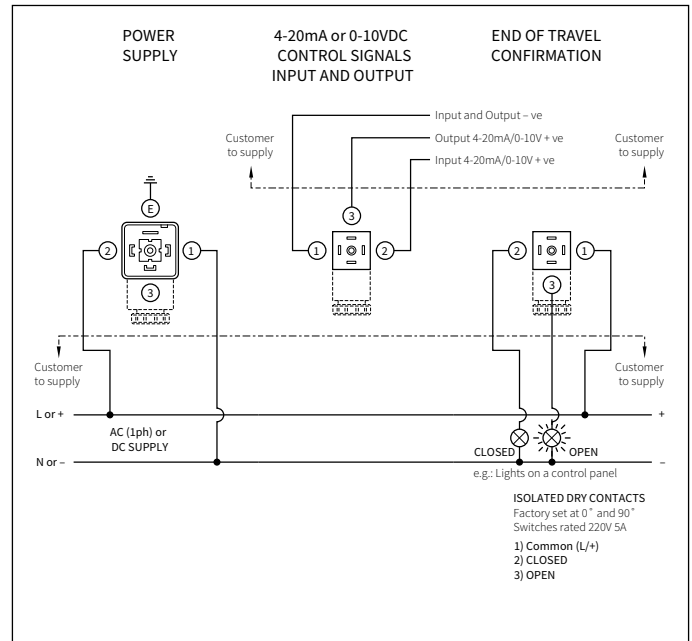 POWER
SUPPLY
4-20mA or 0-10VDC
CONTROL SIGNALS
INPUT AND OUTPUT
END OF TRAVEL
CONFIRMATION
Input and Output – ve
Output 4-20mA/0-10V + ve
Input 4-20mA/0-10V + ve
Customer
to supply
Customer
to supply
E
2
1
3
3
1
2
2
1
3
Customer
to supply
Customer
to supply
L or +
+
AC (1ph) or
DC SUPPLY
CLOSED
OPEN
N or –
–
e.g.: Lights on a control panel
ISOLATED DRY CONTACTS
Factory set at 0˚ and 90˚
Switches rated 220V 5A
1) Common (L/+)
2) CLOSED
3) OPEN